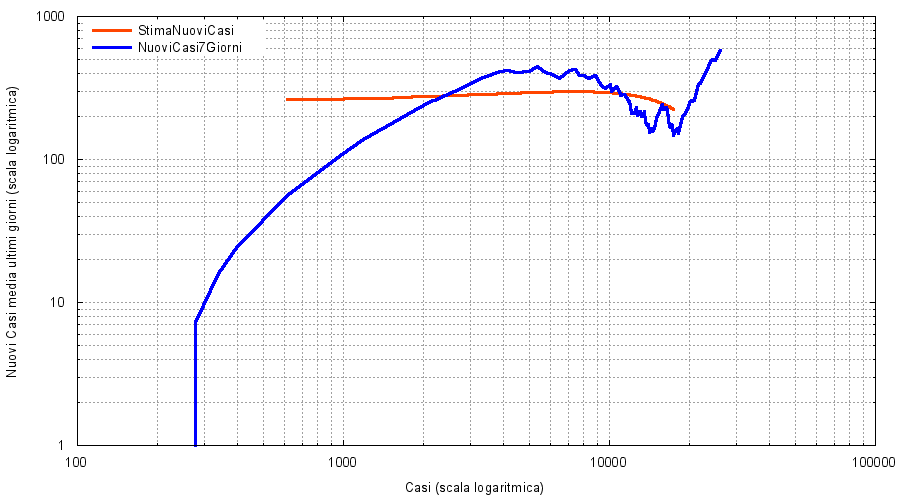 1000
StimaNuoviCasi
NuoviCasi7Giorni
100
10
1
Nuovi Casi media ultimi giorni (scala logaritmica)
100
1000
10000
100000
Casi (scala logaritmica)